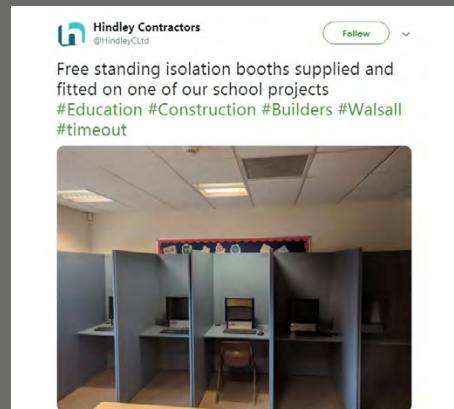 Hindley Contractors
@HindleyCLtd
Follow
Free standing isolation booths supplied and
fitted on one of our school projects
#Education #Construction #Builders #Walsall
#timeout